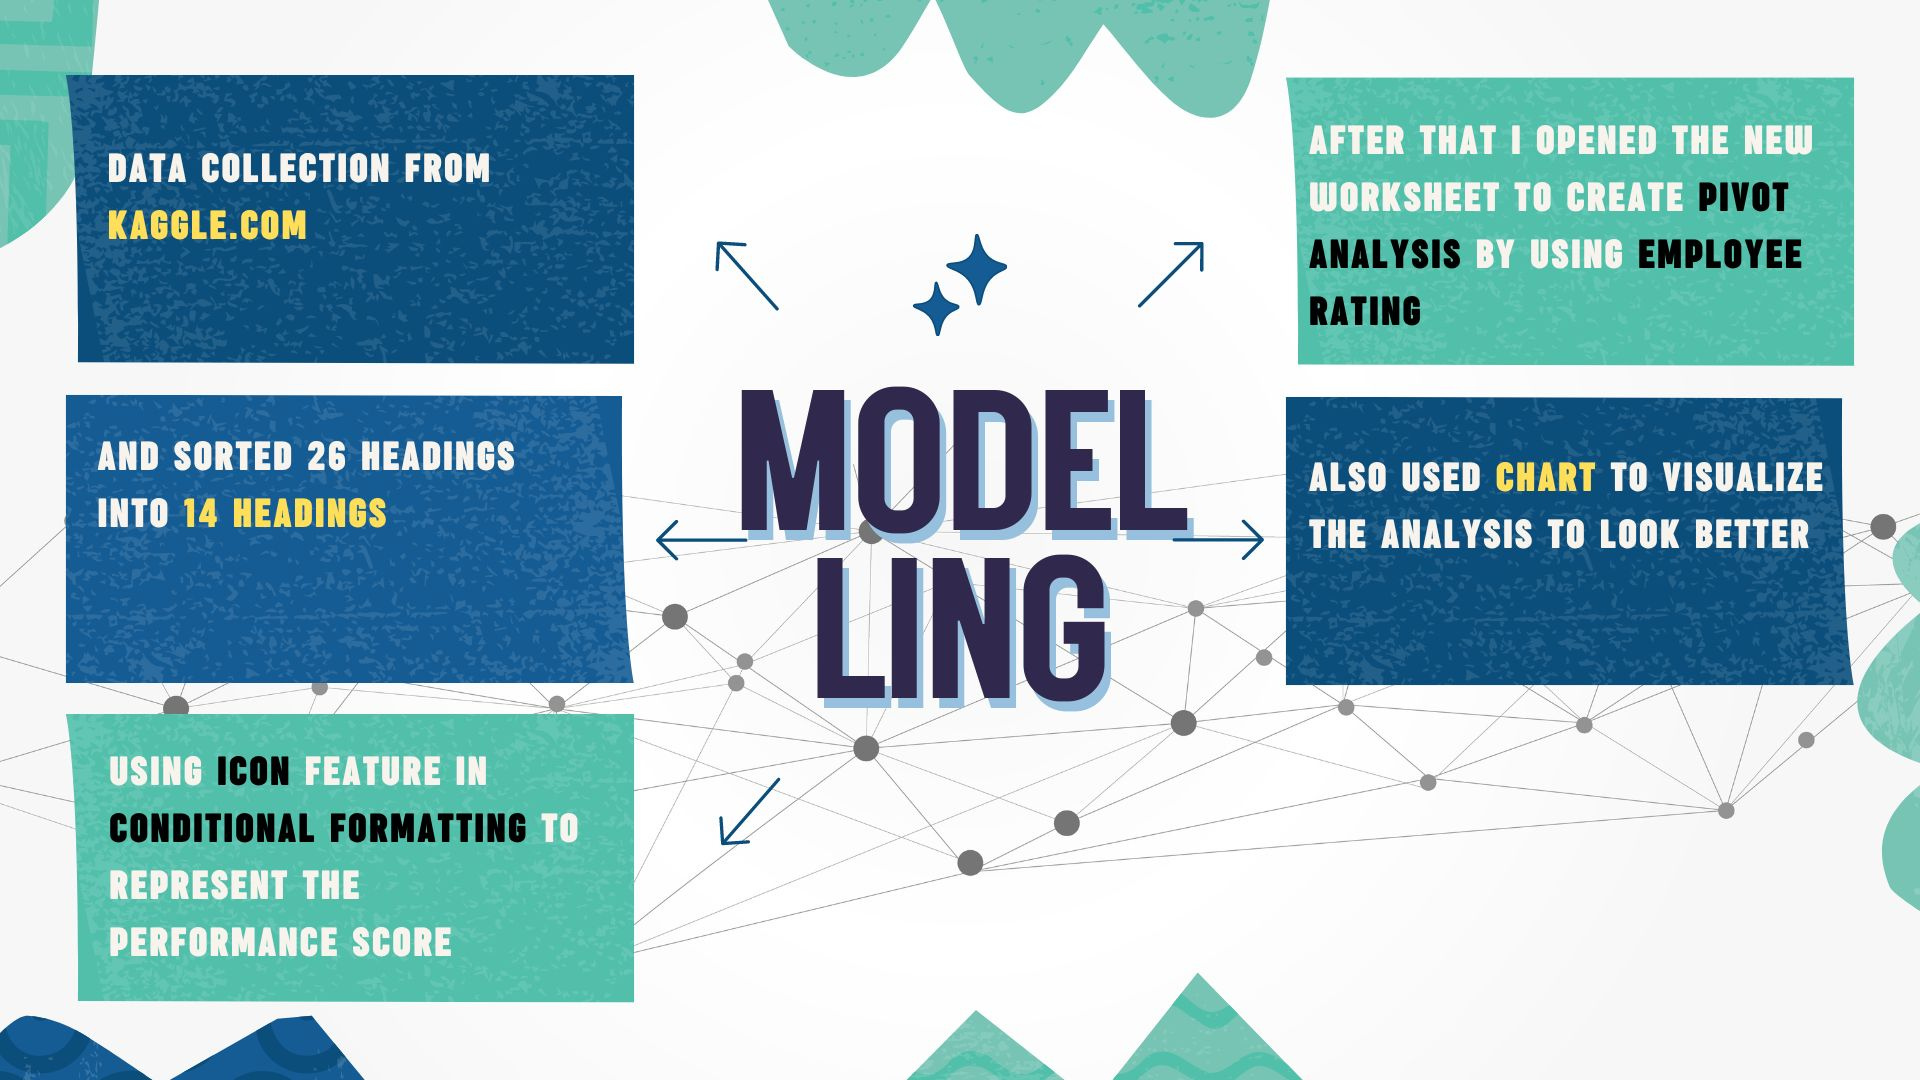 DATA COLLECTION FROM
KAGGLE.COM
AND SORTED 26 HEADINGS
INTO 14 HEADINGS
USING ICON FEATURE IN
CONDITIONAL FORMATTING TO
REPRESENT THE
PERFORMANCE SCORE
MODEL
LING
AFTER THAT I OPENED THE NEW
WORKSHEET TO CREATE PIVOT
ANALYSIS BY USING EMPLOYEE
RATING
ALSO USED CHART TO VISUALIZE
THE ANALYSIS TO LOOK BETTER